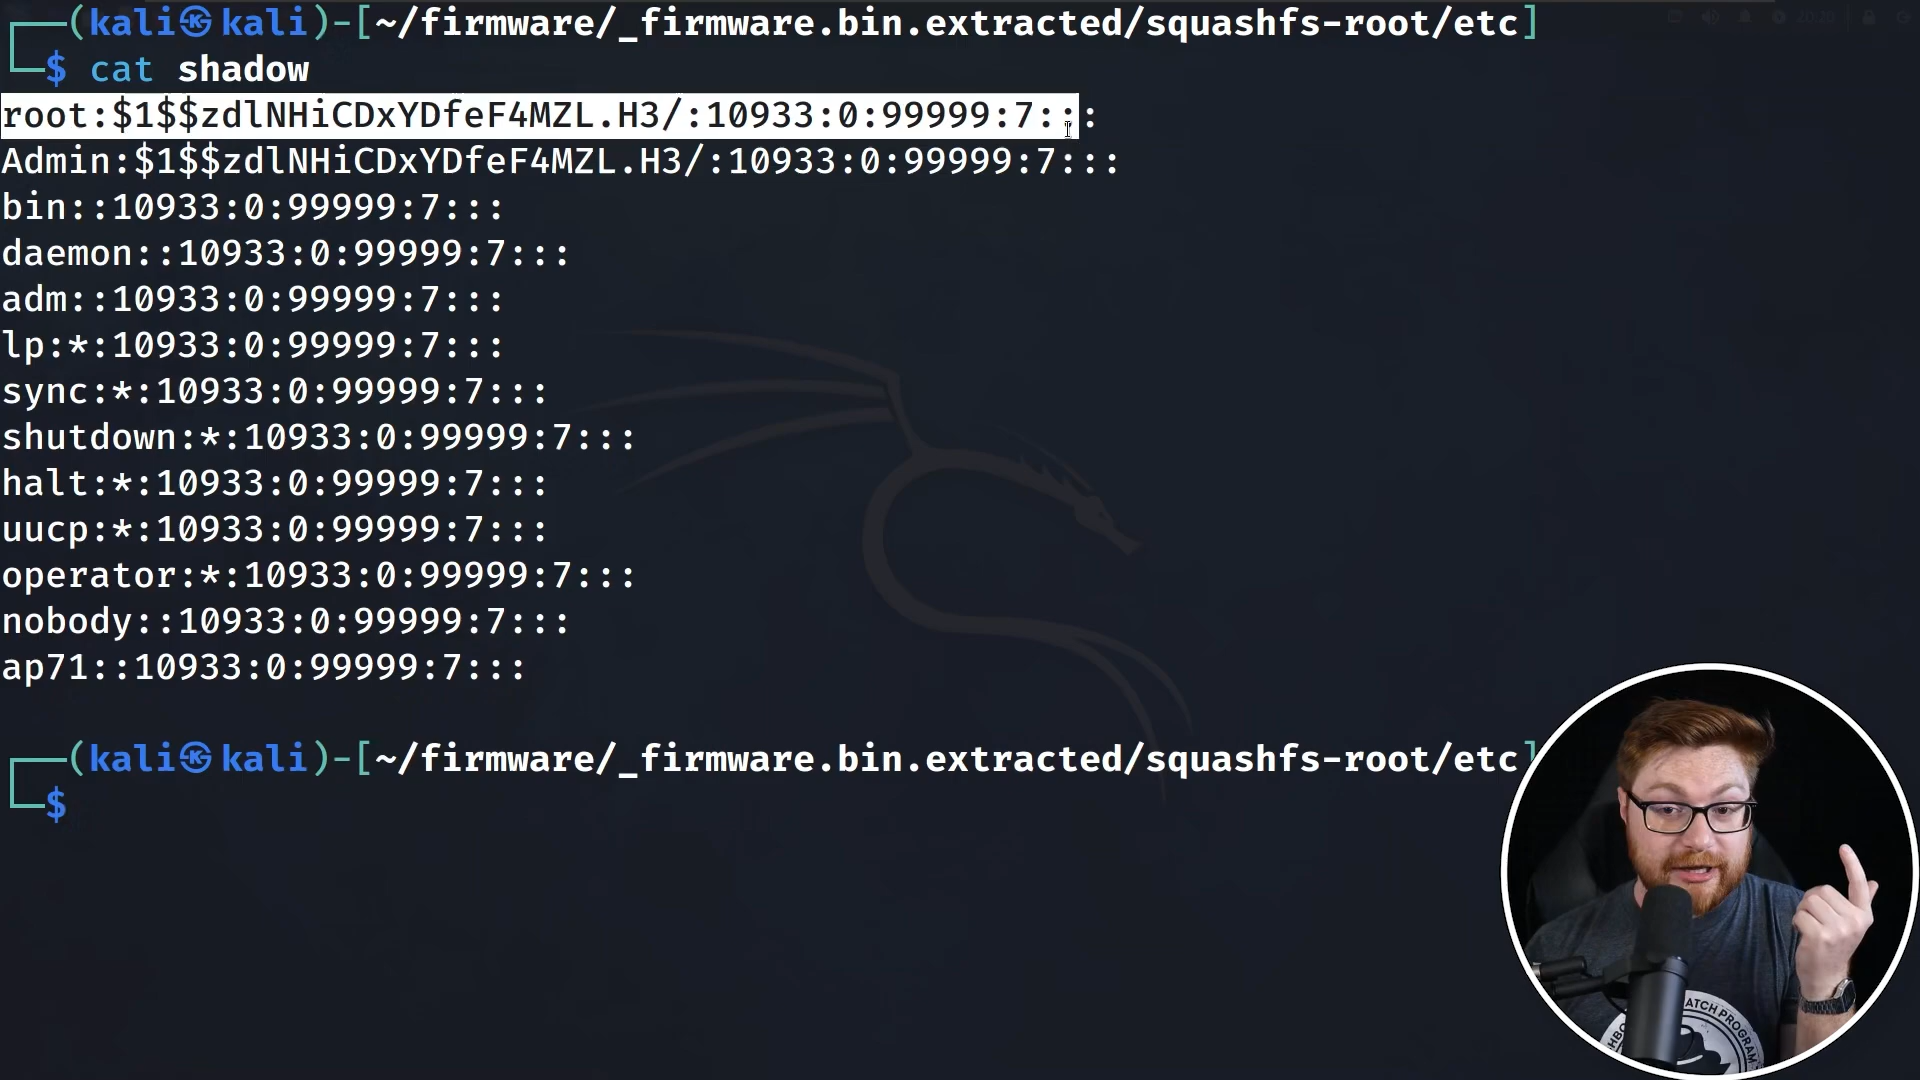 (kali㉿kali)-[~/firmware/_firmware.bin.extracted/squashfs-root/etc]
$ cat shadow
root:$1$$zdlNHiCDxYDfeF4MZL.H3/:10933:0:99999:7:::
Admin:$1$$zdlNHiCDxYDfeF4MZL.H3/:10933:0:99999:7:::
bin::10933:0:99999:7:::
daemon::10933:0:99999:7:::
adm::10933:0:99999:7:::
lp:*:10933:0:99999:7:::
sync:*:10933:0:99999:7:::
shutdown:*:10933:0:99999:7:::
halt:*:10933:0:99999:7:::
uucp:*:10933:0:99999:7:::
operator:*:10933:0:99999:7:::
nobody::10933:0:99999:7:::
ap71::10933:0:99999:7:::
(kali㉿kali)-[~/firmware/_firmware.bin.extracted/squashfs-root/etc]
$